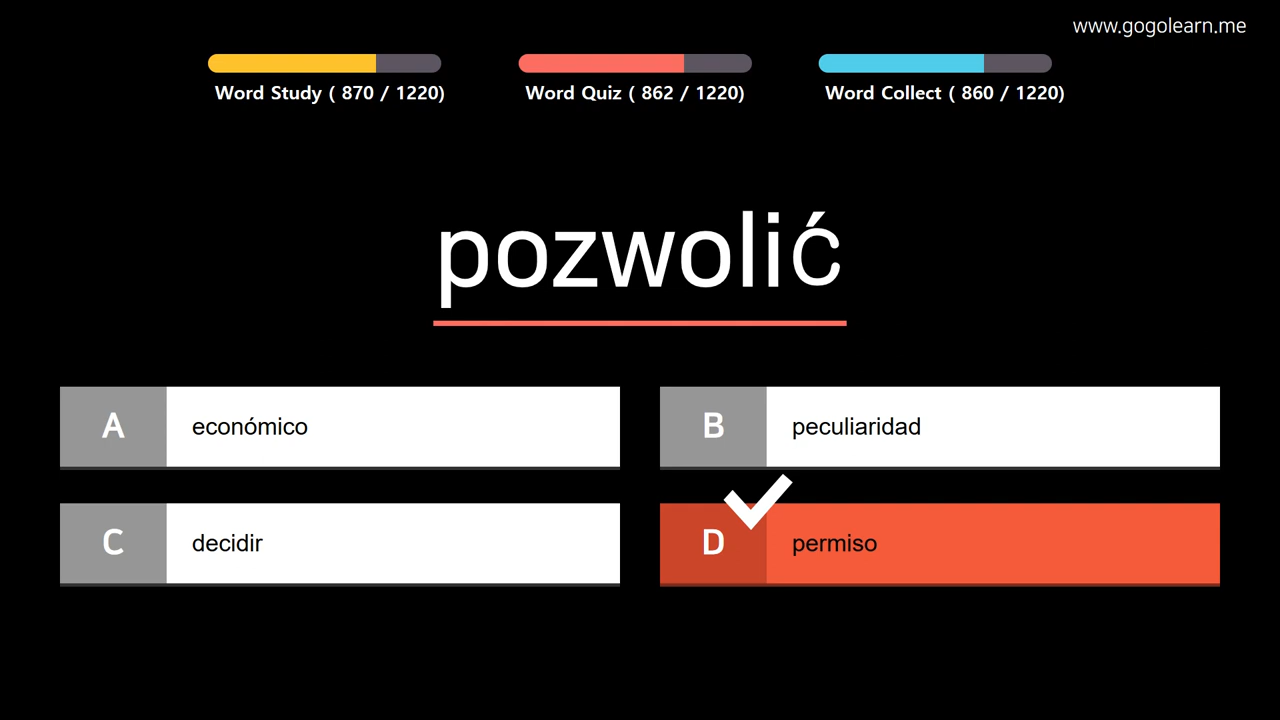 www.gogolearn.me
Word Study ( 870 / 1220)
Word Quiz ( 862 / 1220)
Word Collect ( 860 / 1220)
pozwolić
A económico
B peculiaridad
C decidir
D permiso